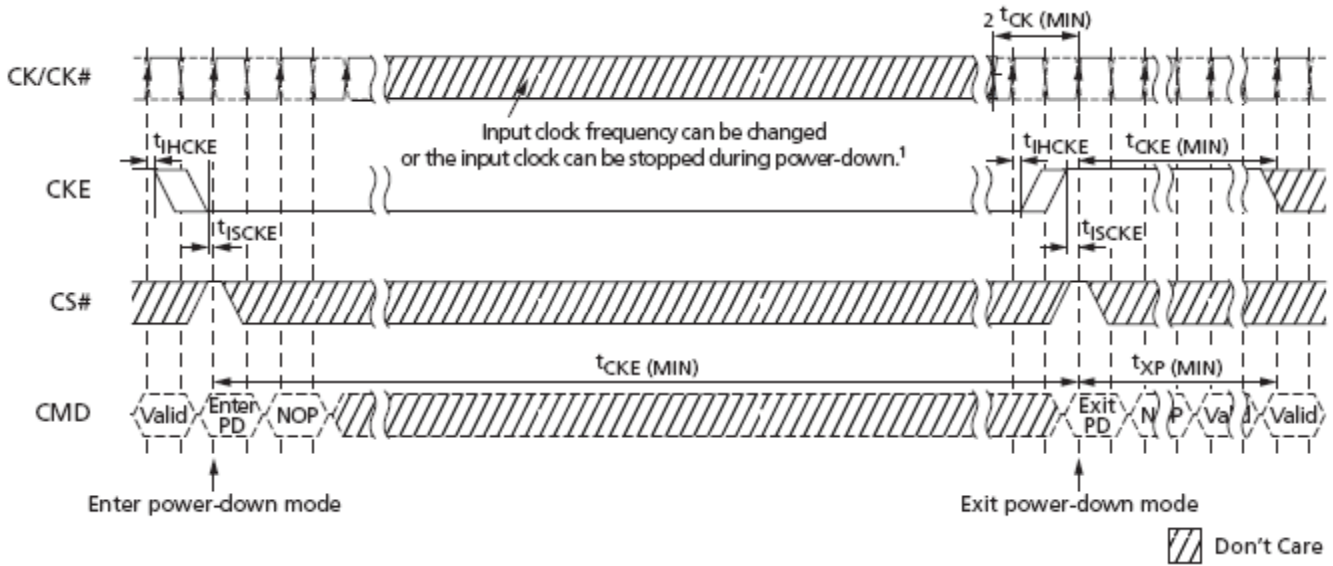 2 tCK (MIN)
CK/CK#
Input clock frequency can be changed
or the input clock can be stopped during power-down.1
tIHCKE
tIHCKE
tCKE (MIN)
CKE
tISCKE
tISCKE
CS#
tCKE (MIN)
tXP (MIN)
CMD
Valid
Enter
PD
NOP
Exit
PD
N P
Va d
Valid
Enter power-down mode
Exit power-down mode
Don't Care